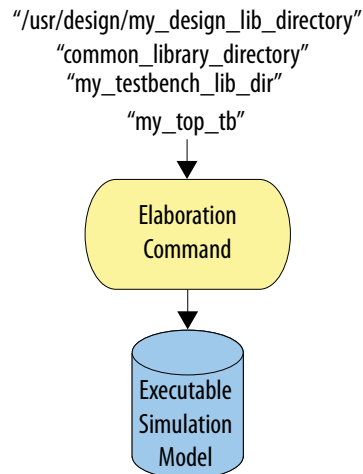 “/usr/design/my_design_lib_directory”
“common_library_directory”
“my_testbench_lib_dir”
“my_top_tb”
Elaboration
Command
Executable
Simulation
Model